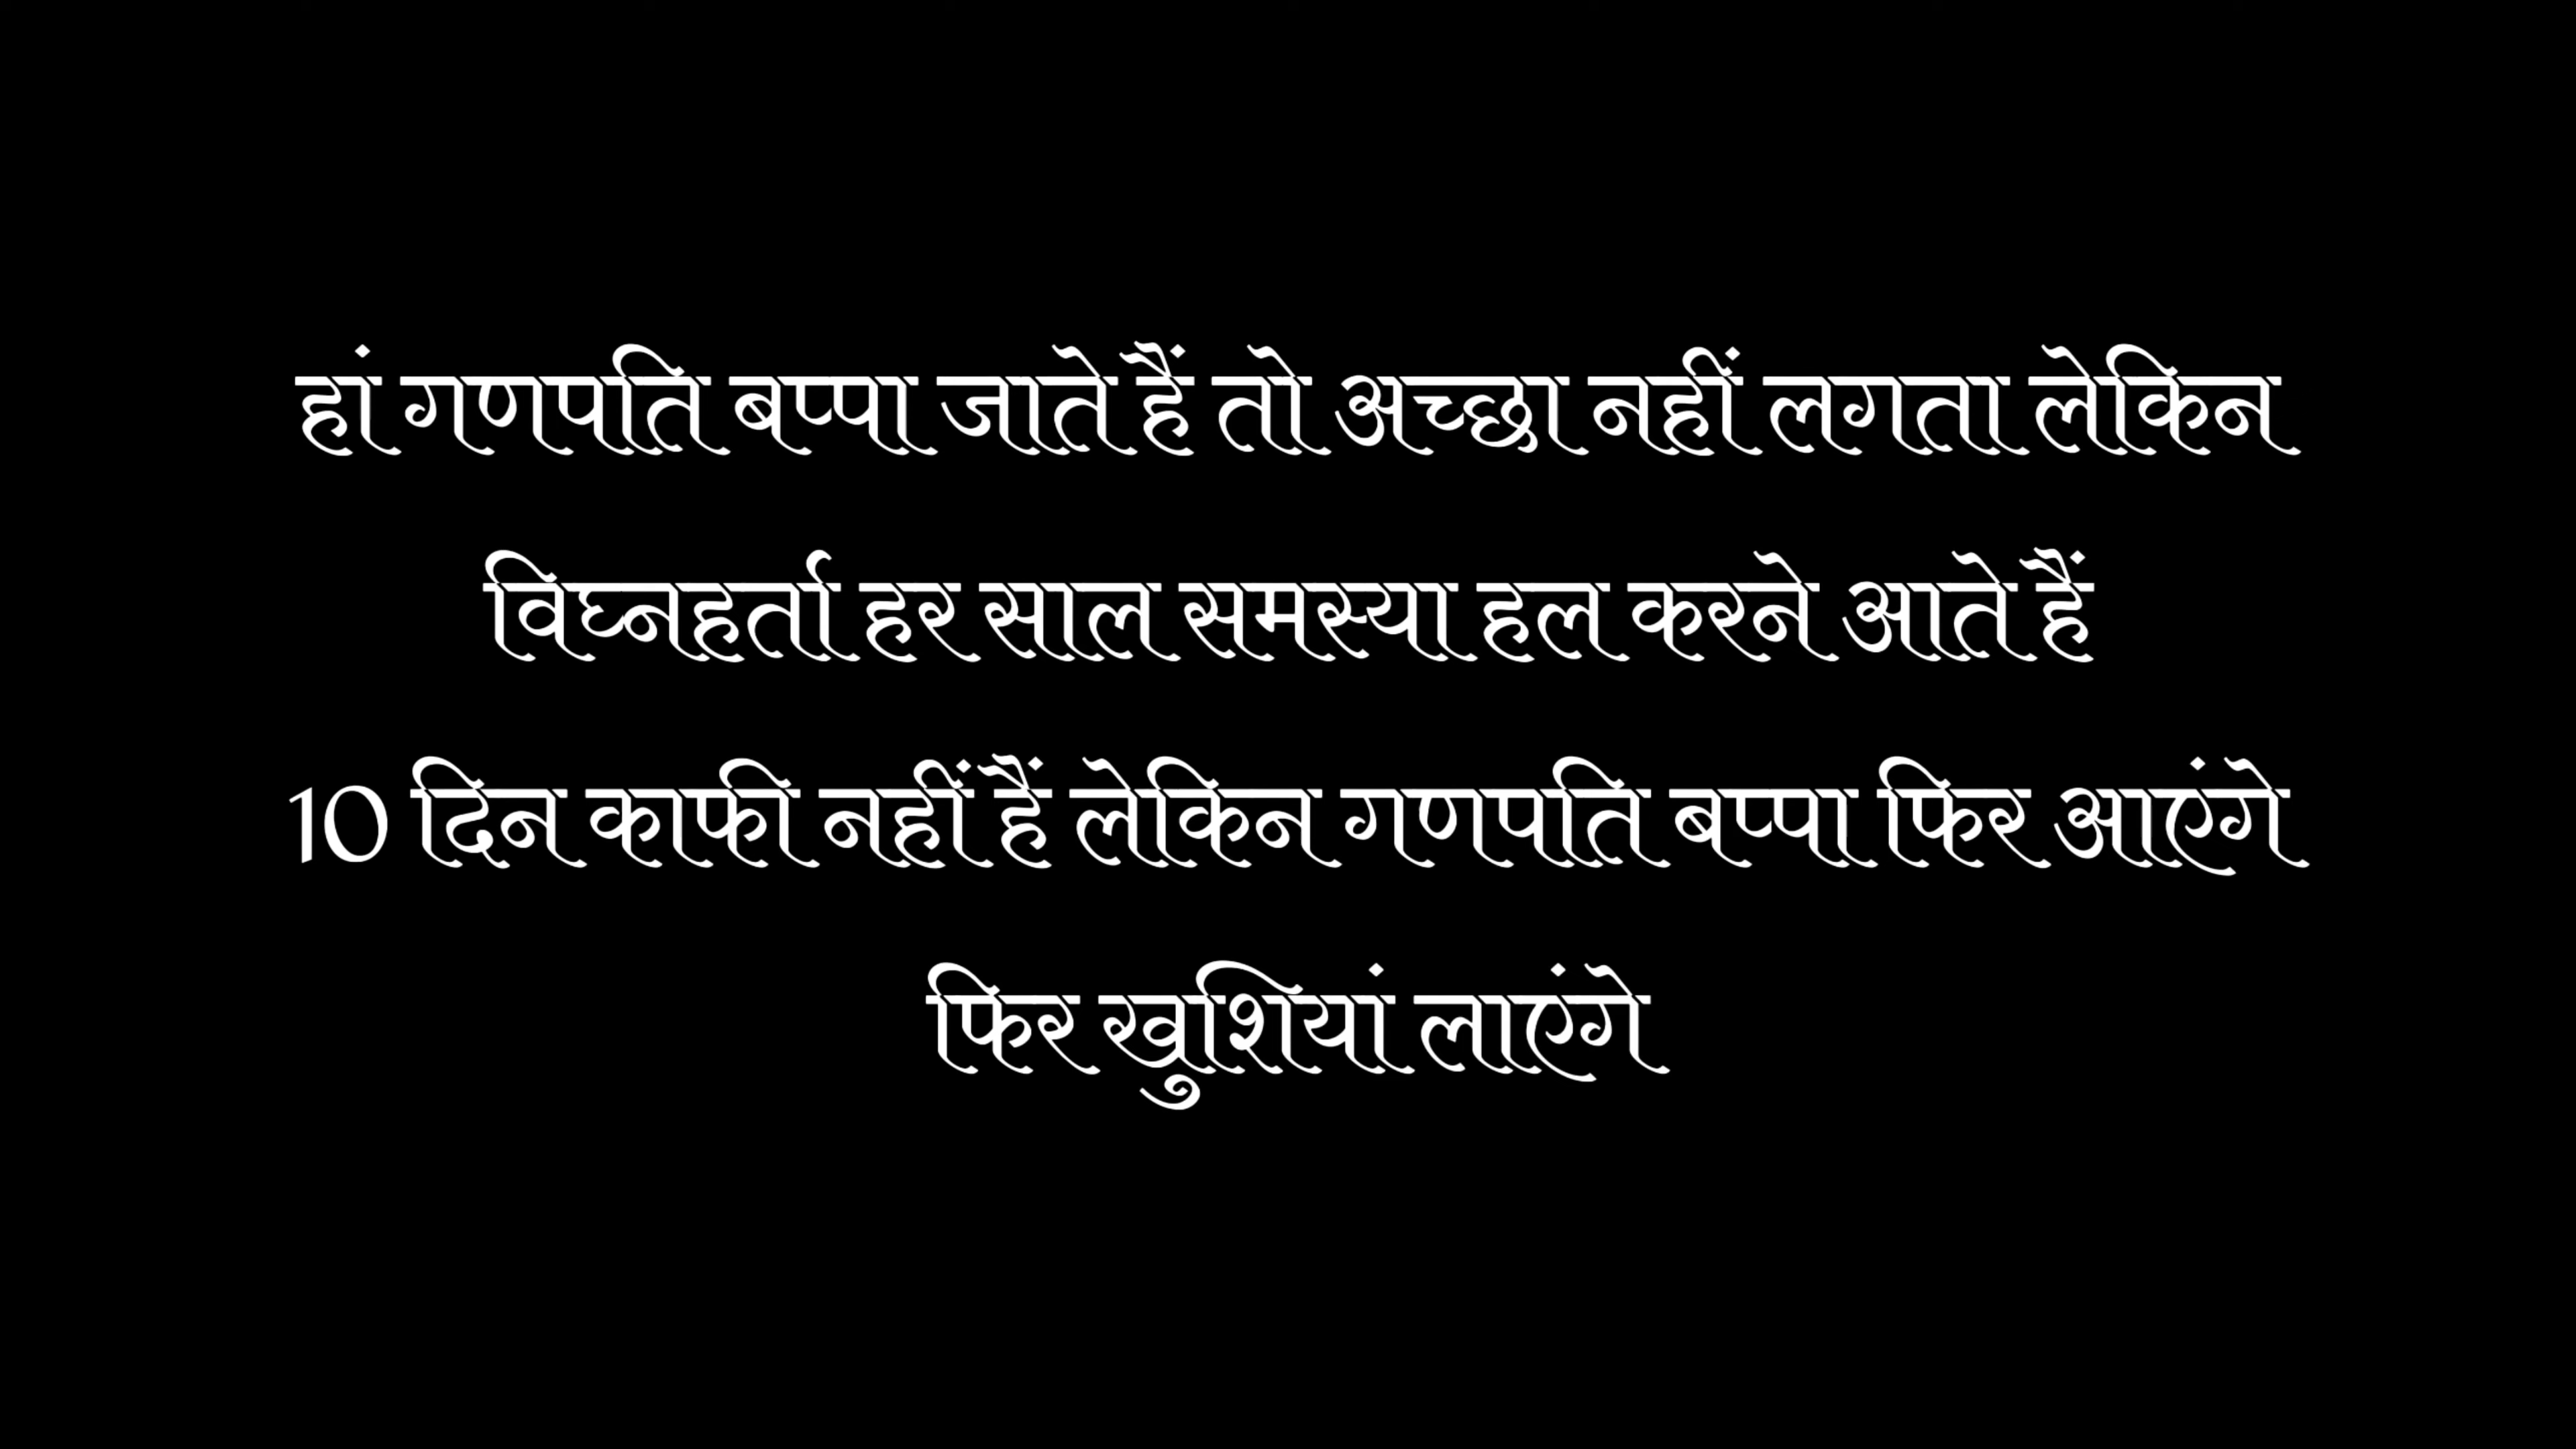 हां गणपति बप्पा जाते हैं तो अच्छा नहीं लगता लेकिन
विघ्नहर्ता हर साल समस्या हल करने आते हैं
10 दिन काफी नहीं हैं लेकिन गणपति बप्पा फिर आएंगे
फिर खुशियां लाएंगे